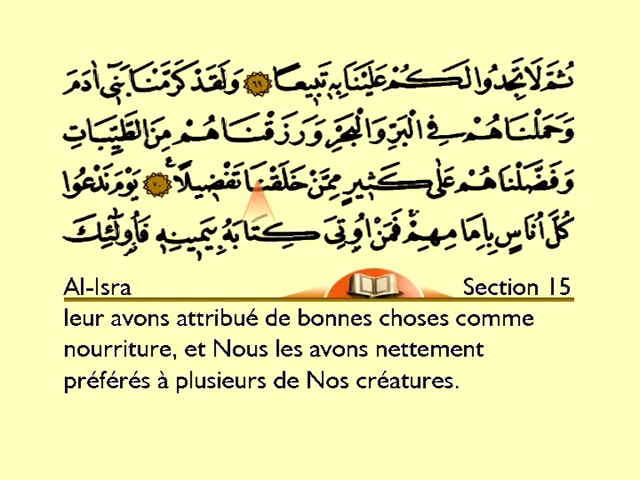 ثُمَّ لَا تَجِدُوا لَكُمْ عَلَيْنَا بِهٖ تَبِيعًا ٦٩ وَلَقَدْ كَرَّمْنَا بَنِىٓ اٰدَمَ
وَحَمَلْنَاهُمْ فِى الْبَرِّ وَالْبَحْرِ وَرَزَقْنَاهُمْ مِنَ الطَّيِّبَاتِ
وَفَضَّلْنَاهُمْ عَلٰى كَثِيرٍ مِمَّنْ خَلَقْنَا تَفْضِيلًا ٧٠ يَوْمَ نَدْعُوا
كُلَّ اُنَاسٍ بِاِمَامِهِمْ فَمَنْ اُوتِىَ كِتَابَهُ بِيَمِينِهٖ فَاُولٰٓئِكَ
Al-Isra Section 15
leur avons attribué de bonnes choses comme
nourriture, et Nous les avons nettement
préférés à plusieurs de Nos créatures.